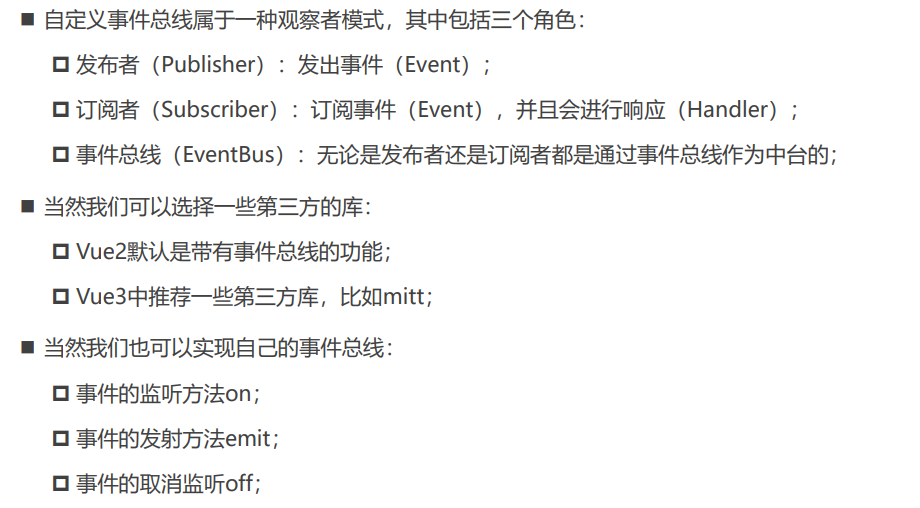 ■ 自定义事件总线属于一种观察者模式，其中包括三个角色：
发布者（Publisher）：发出事件（Event）；
订阅者（Subscriber）：订阅事件（Event），并且会进行响应（Handler）；
事件总线（EventBus）：无论是发布者还是订阅者都是通过事件总线作为中台的；
■ 当然我们可以选择一些第三方的库：
Vue2默认是带有事件总线的功能；
Vue3中推荐一些第三方库，比如mitt；
■ 当然我们也可以实现自己的事件总线：
事件的监听方法on；
事件的发射方法emit；
事件的取消监听off；